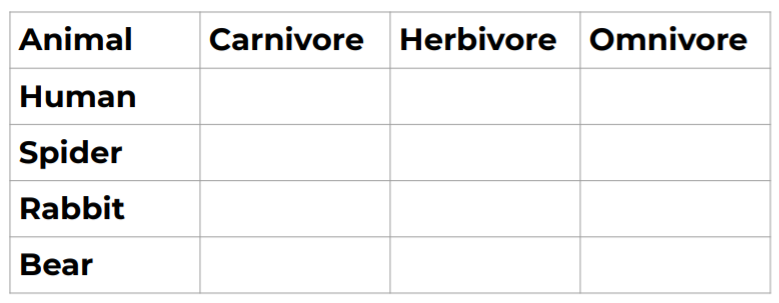 Animal Carnivore Herbivore Omnivore
Human
Spider
Rabbit
Bear